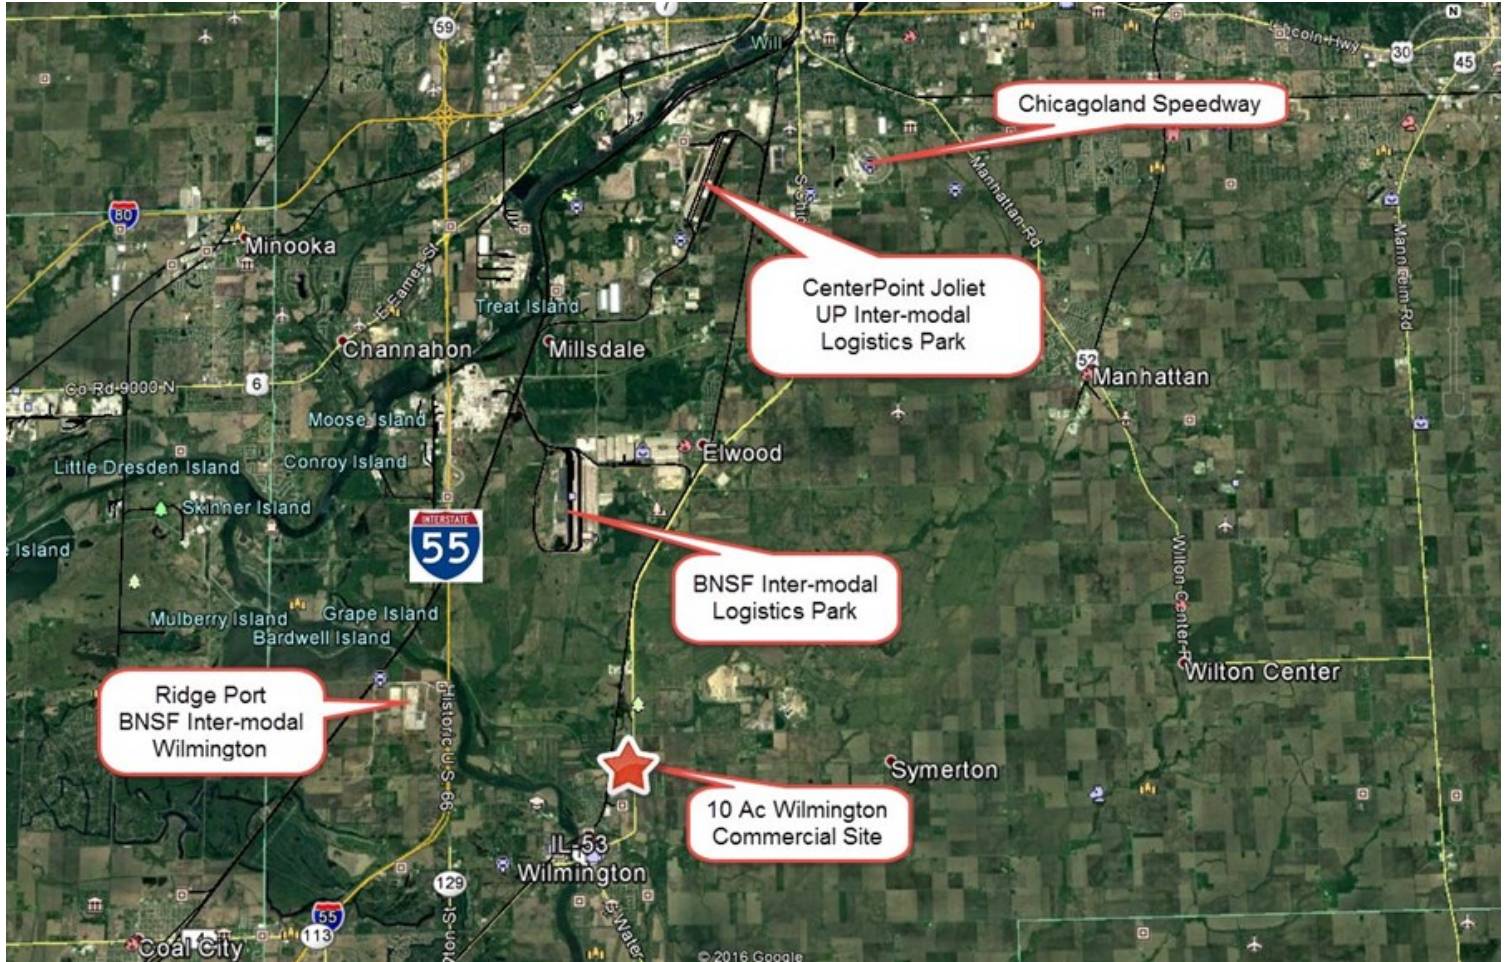 59
7
Will
coln Hwy
30
45
N
Chicagoland Speedway
Manhattan-Rd
80
Minooka
E Eames St
CenterPoint Joliet
UP Inter-modal
Logistics Park
Mannheim-Rd
Treat Island
Channahon
Millsdale
52
Manhattan
Co Rd 9000 N
6
Moose Island
Elwood
Little Dresden Island
Conroy Island
Skinner Island
e Island
INTERSTATE
55
BNSF Inter-modal
Logistics Park
Wilton Center R
Mulberry Island
Grape Island
Bardwell Island
Wilton Center
Ridge Port
BNSF Inter-modal
Wilmington
Historic U.S. 66
Symerton
10 Ac Wilmington
Commercial Site
IL-53
Wilmington
129
55
113
Coal City
S Water
© 2016 Google